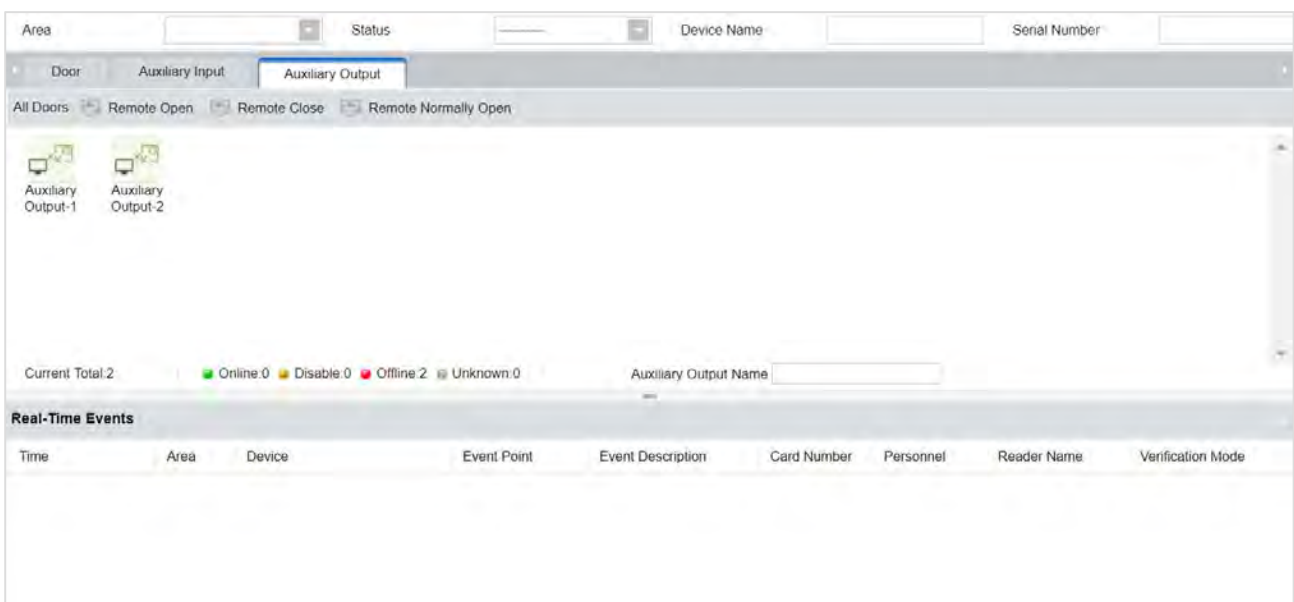 Area Status --------- Device Name Serial Number
Door Auxiliary Input Auxiliary Output
All Doors Remote Open Remote Close Remote Normally Open
Auxiliary Auxiliary
Output-1 Output-2
Current Total:2 Online:0 Disable:0 Offline:2 Unknown:0 Auxiliary Output Name
Real-Time Events
Time Area Device Event Point Event Description Card Number Personnel Reader Name Verification Mode